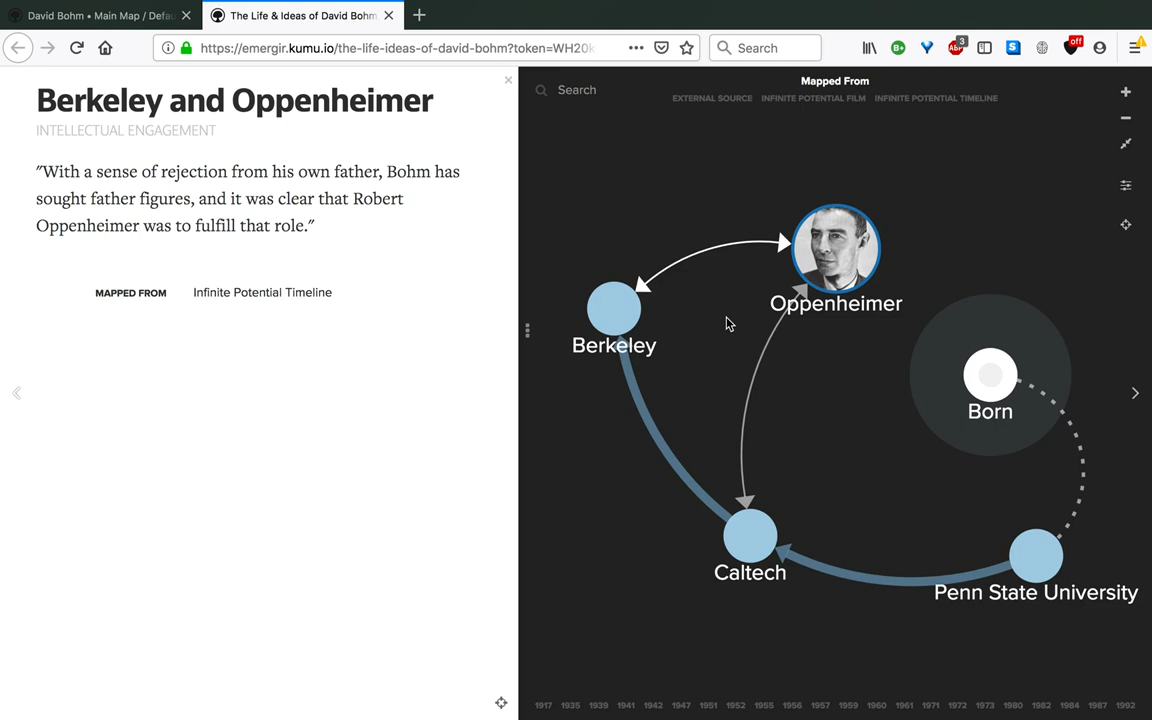 David Bohm • Main Map / Defau
The Life & Ideas of David Bohm,
https://emergir.kumu.io/the-life-ideas-of-david-bohm?token=WH20k
Search
B+
ABP
3
S
off
Berkeley and Oppenheimer
INTELLECTUAL ENGAGEMENT
"With a sense of rejection from his own father, Bohm has
sought father figures, and it was clear that Robert
Oppenheimer was to fulfill that role."
MAPPED FROM Infinite Potential Timeline
Search
Mapped From
EXTERNAL SOURCE INFINITE POTENTIAL FILM INFINITE POTENTIAL TIMELINE
Oppenheimer
Berkeley
Born
Caltech
Penn State University
1917 1935 1939 1941 1942 1947 1951 1952 1955 1956 1957 1959 1960 1961 1971 1972 1973 1980 1982 1984 1987 1992